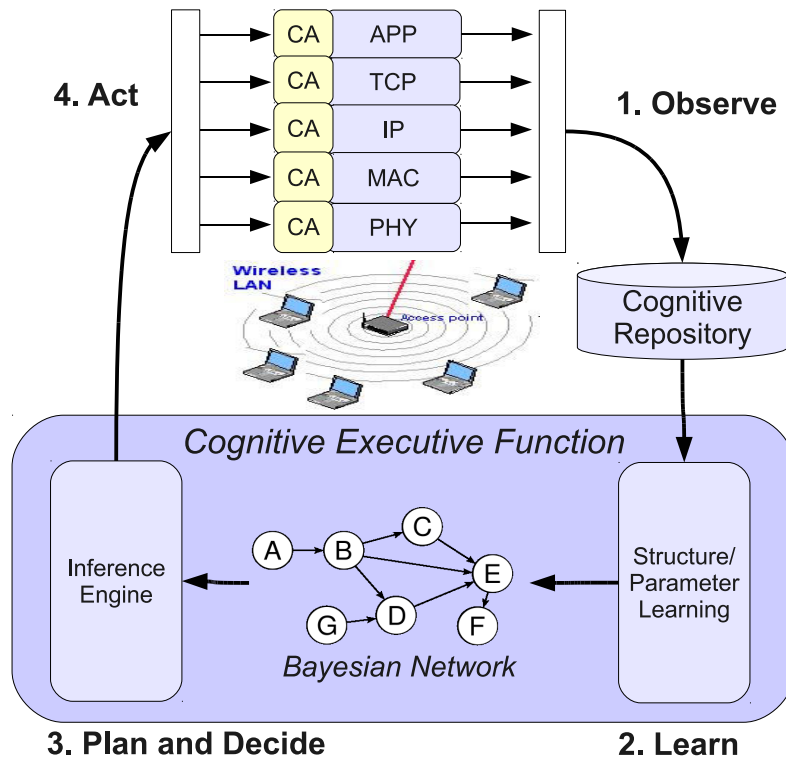 CA APP
4. Act
CA TCP
1. Observe
CA IP
CA MAC
CA PHY
Wireless
LAN
Access point
Cognitive
Repository
Cognitive Executive Function
A
B
C
D
E
F
G
Inference
Engine
Structure/
Parameter
Learning
Bayesian Network
3. Plan and Decide
2. Learn